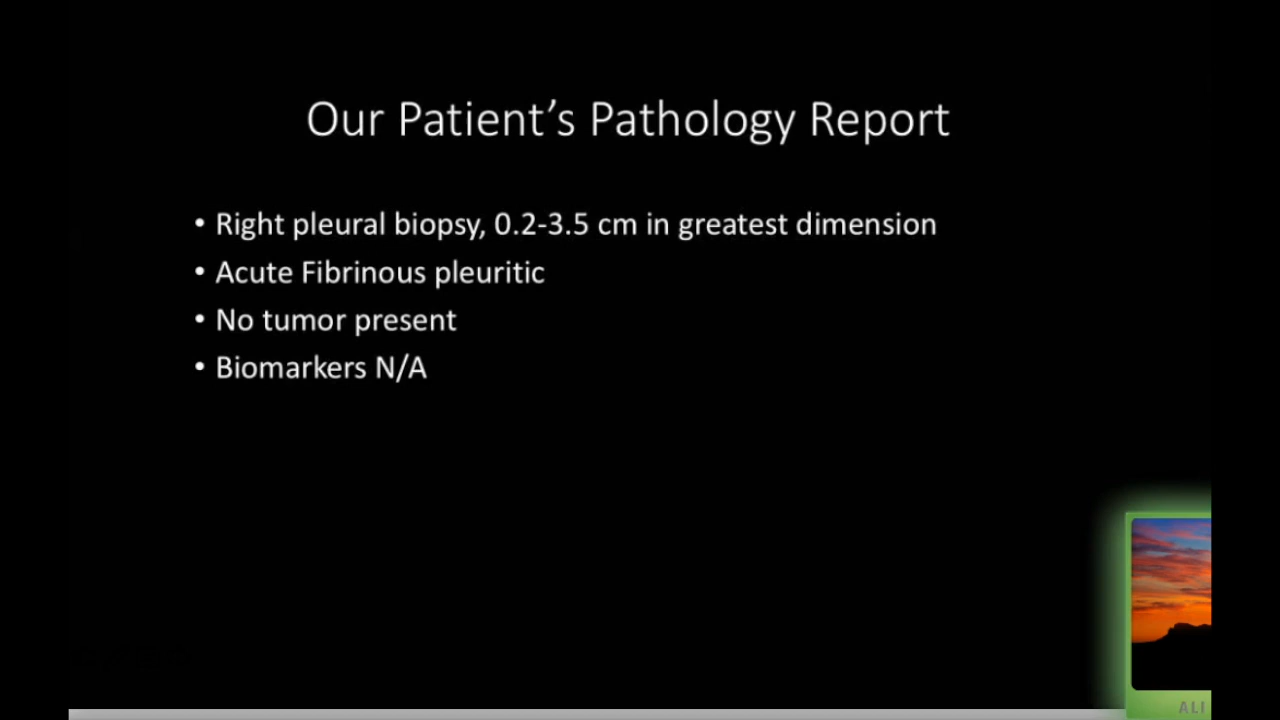 Our Patient’s Pathology Report
• Right pleural biopsy, 0.2-3.5 cm in greatest dimension
• Acute Fibrinous pleuritic
• No tumor present
• Biomarkers N/A
ALI